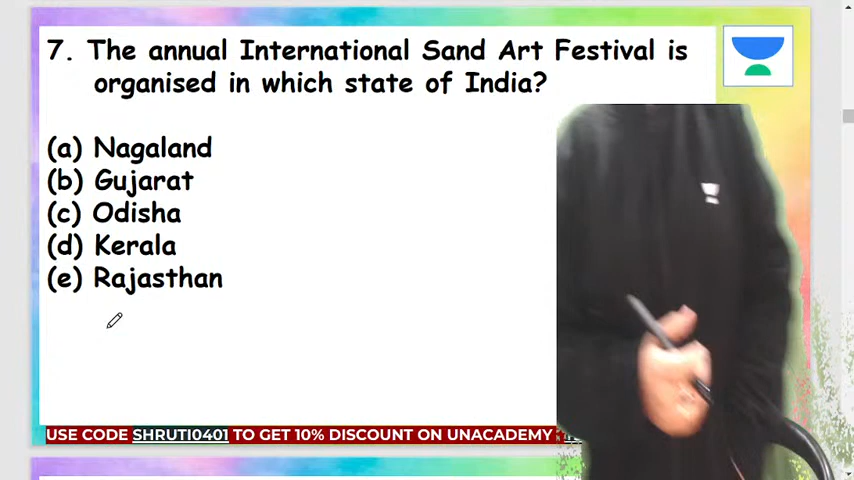 7. The annual International Sand Art Festival is
organised in which state of India?
(a) Nagaland
(b) Gujarat
(c) Odisha
(d) Kerala
(e) Rajasthan
USE CODE SHRUTI0401 TO GET 10% DISCOUNT ON UNACADEMY